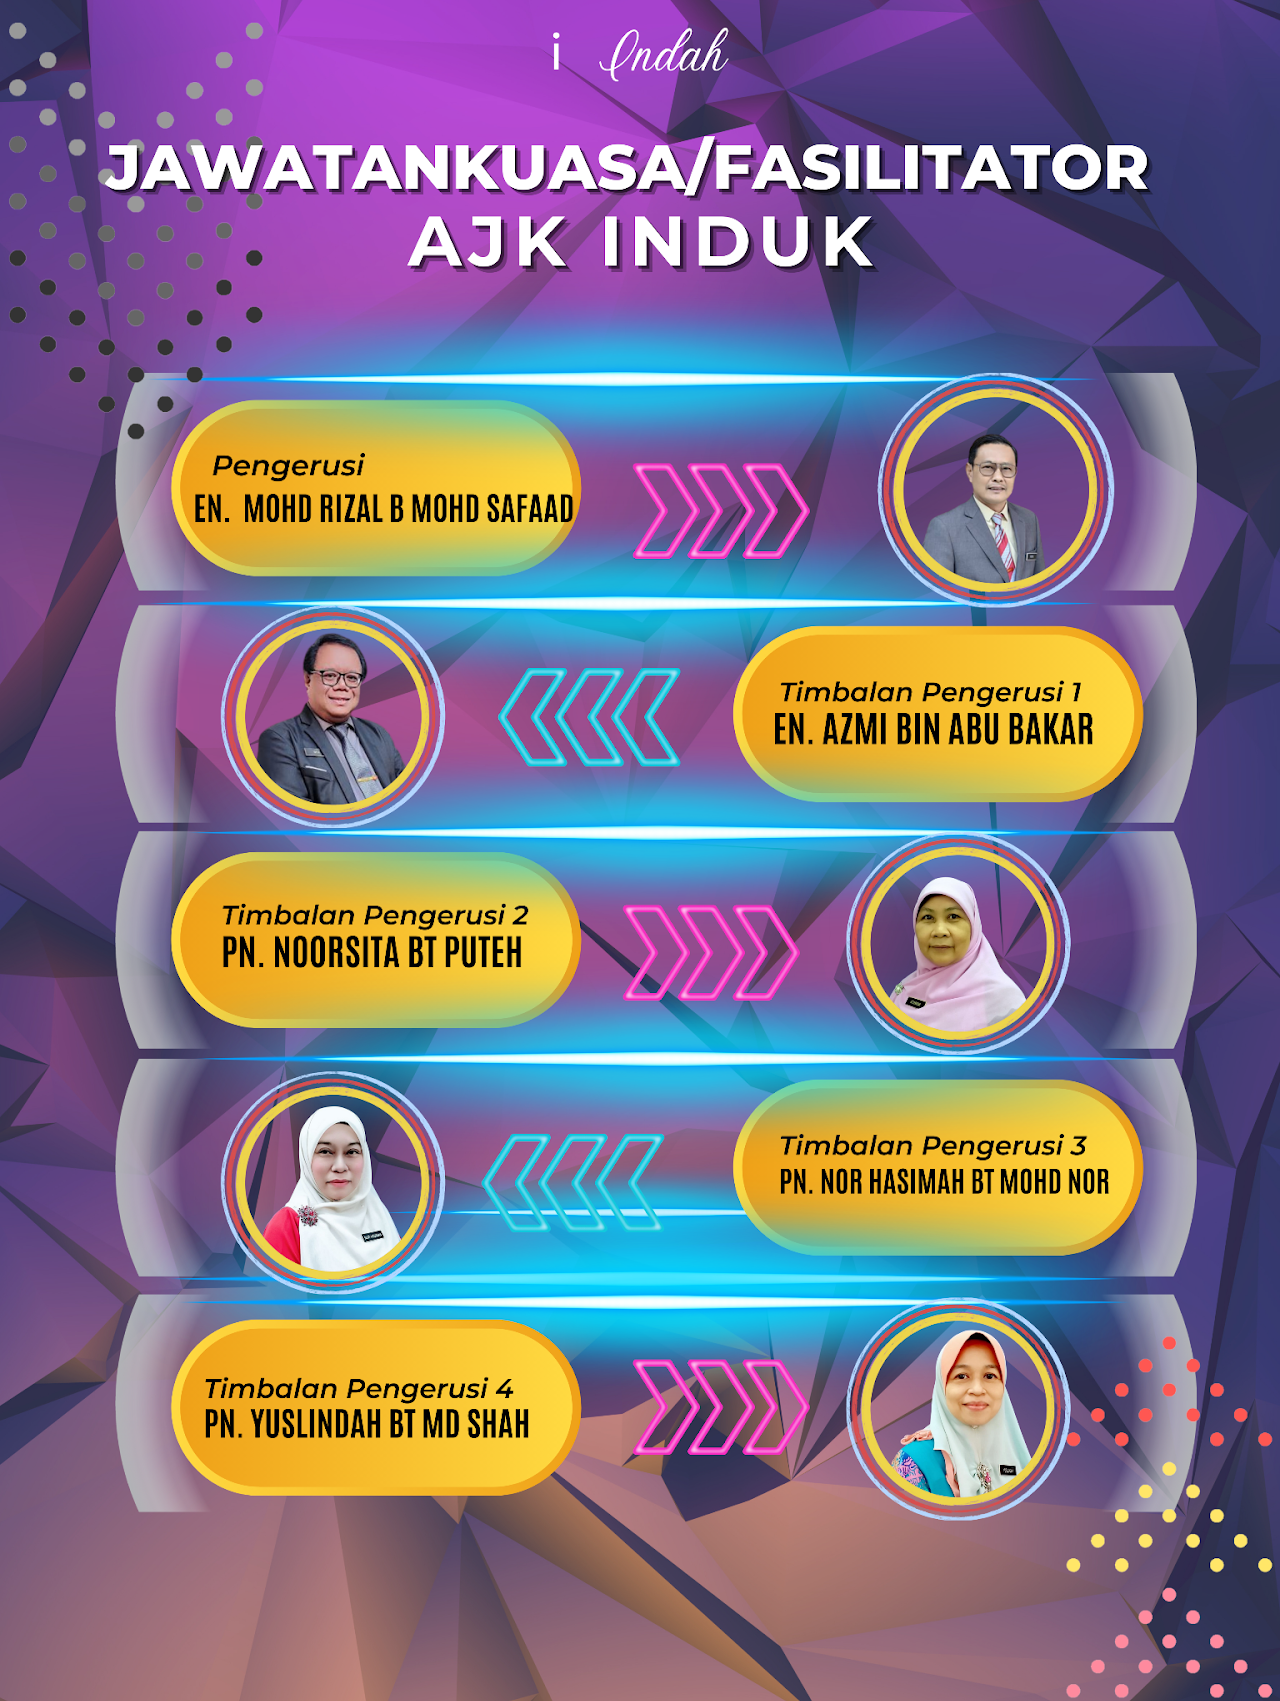 i Indah
JAWATANKUASA/FASILITATOR
AJK INDUK
Pengerusi
EN. MOHD RIZAL B MOHD SAFAAD
Timbalan Pengerusi 1
EN. AZMI BIN ABU BAKAR
Timbalan Pengerusi 2
PN. NOORSITA BT PUTEH
Timbalan Pengerusi 3
PN. NOR HASIMAH BT MOHD NOR
Timbalan Pengerusi 4
PN. YUSLINDAH BT MD SHAH